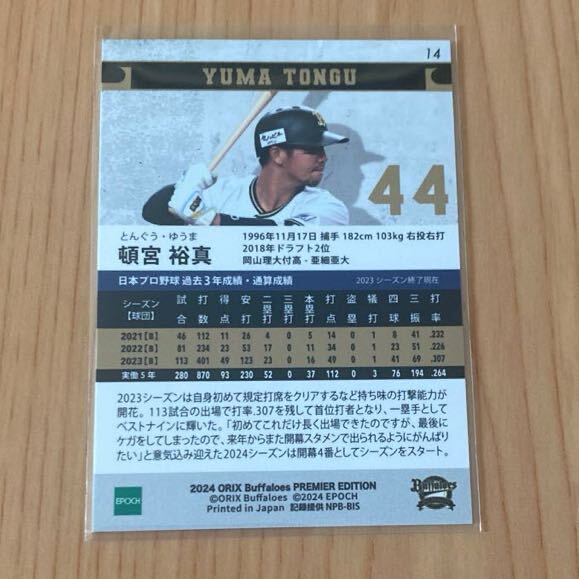 14
YUMA TONGU
44
とんぐう・ゆうま
頓宮 裕真
1996年11月17日 捕手 182cm 103kg 右投右打
2018年ドラフト2位
岡山理大付高 - 亜細亜大
日本プロ野球 過去3年成績・通算成績 2023 シーズン終了現在
シーズン【球団】 試合 打数 得点 安打 二塁打 三塁打 本塁打 打点 盗塁 犠打 四球 三振 打率
2021[B] 46 112 11 26 4 0 5 14 0 1 8 41 .232
2022[B] 81 234 22 53 17 0 11 34 0 1 23 51 .226
2023[B] 113 401 49 123 23 0 16 49 0 1 41 69 .307
実働5年 280 870 93 230 52 0 37 112 0 3 76 194 .264
2023シーズンは自身初めて規定打席をクリアするなど持ち味の打撃能力が
開花。113試合の出場で打率.307を残して首位打者となり、一塁手として
ベストナインに輝いた。「初めてこれだけ長く出場できたのですが、最後に
ケガをしてしまったので、来年からまた開幕スタメンで出られるようにがんばり
たい」と意気込み迎えた2024シーズンは開幕4番としてシーズンをスタート。
EPOCH
2024 ORIX Buffaloes PREMIER EDITION
©ORIX Buffaloes ©2024 EPOCH
Printed in Japan 記録提供 NPB-BIS
Buffaloes